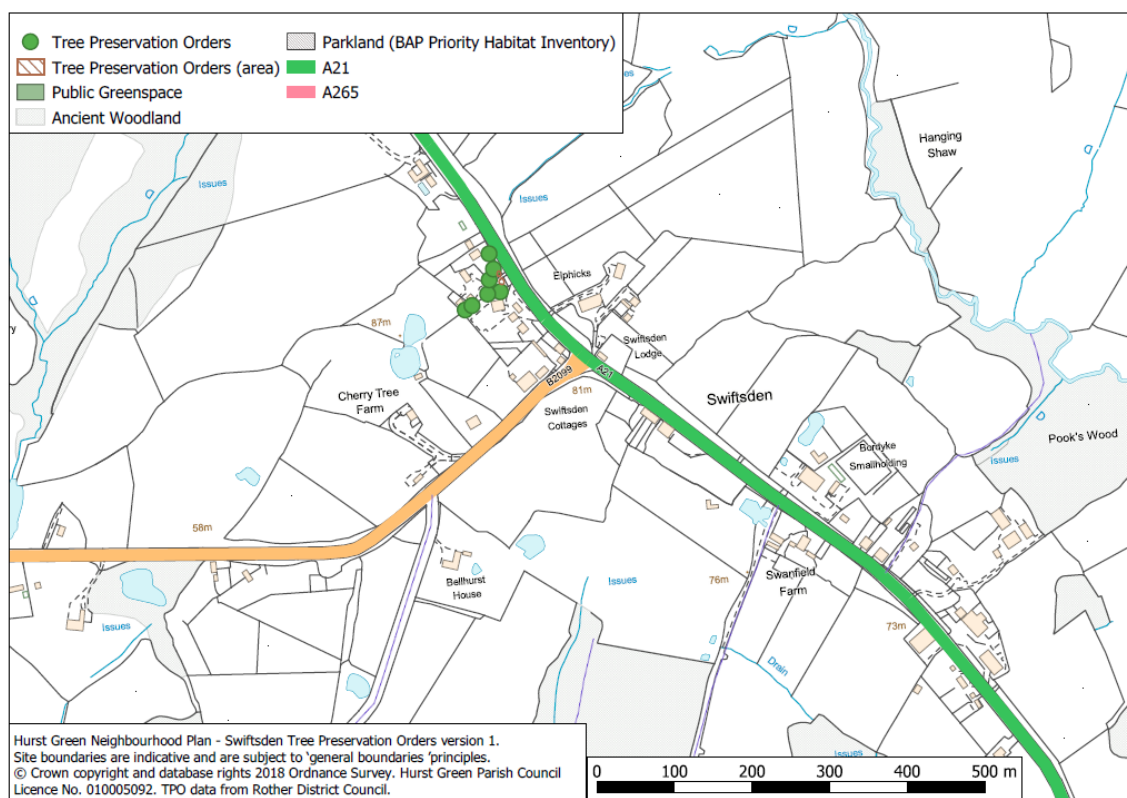 Tree Preservation Orders
Tree Preservation Orders (area)
Public Greenspace
Ancient Woodland
Parkland (BAP Priority Habitat Inventory)
A21
A265
Issues
Hanging
Shaw
Issues
Issues
Elphicks
87m
Swiftsden
Lodge
B2099
A21
81m
Cherry Tree
Farm
Swiftsden
Cottages
Swiftsden
58m
Bordyke
Smallholding
Pook's Wood
Issues
Bellhurst
House
Issues
76m
Swanfield
Farm
73m
Issues
Drain
Issues
Hurst Green Neighbourhood Plan - Swiftsden Tree Preservation Orders version 1.
Site boundaries are indicative and are subject to 'general boundaries 'principles.
© Crown copyright and database rights 2018 Ordnance Survey. Hurst Green Parish Council
Licence No. 010005092. TPO data from Rother District Council.
0 100 200 300 400 500 m